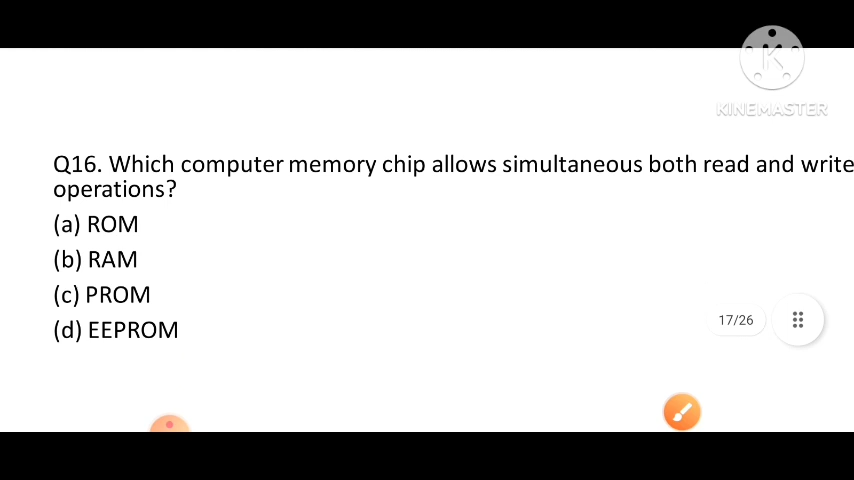 KINEMASTER
Q16. Which computer memory chip allows simultaneous both read and write
operations?
(a) ROM
(b) RAM
(c) PROM
(d) EEPROM
17/26